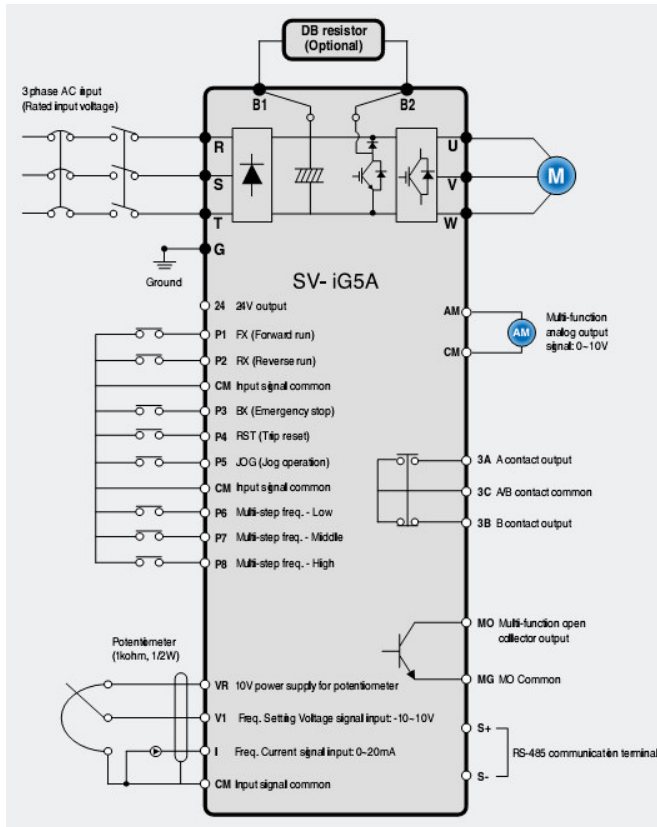 DB resistor
(Optional)
3 phase AC input
(Rated input voltage)
B1
B2
R
U
S
V
M
T
W
G
Ground
SV- iG5A
24 24V output
P1 FX (Forward run)
P2 RX (Reverse run)
CM Input signal common
P3 BX (Emergency stop)
P4 RST (Trip reset)
P5 JOG (Jog operation)
CM Input signal common
P6 Multi-step freq. - Low
P7 Multi-step freq. - Middle
P8 Multi-step freq. - High
AM
AM
CM
Multi-function
analog output
signal: 0~10V
3A A contact output
3C A/B contact common
3B B contact output
MO Multi-function open
collector output
MG MO Common
Potentiometer
(1kohm, 1/2W)
VR 10V power supply for potentiometer
V1 Freq. Setting Voltage signal input: -10~10V
I Freq. Current signal input: 0~20mA
CM Input signal common
S+
RS-485 communication terminal
S-